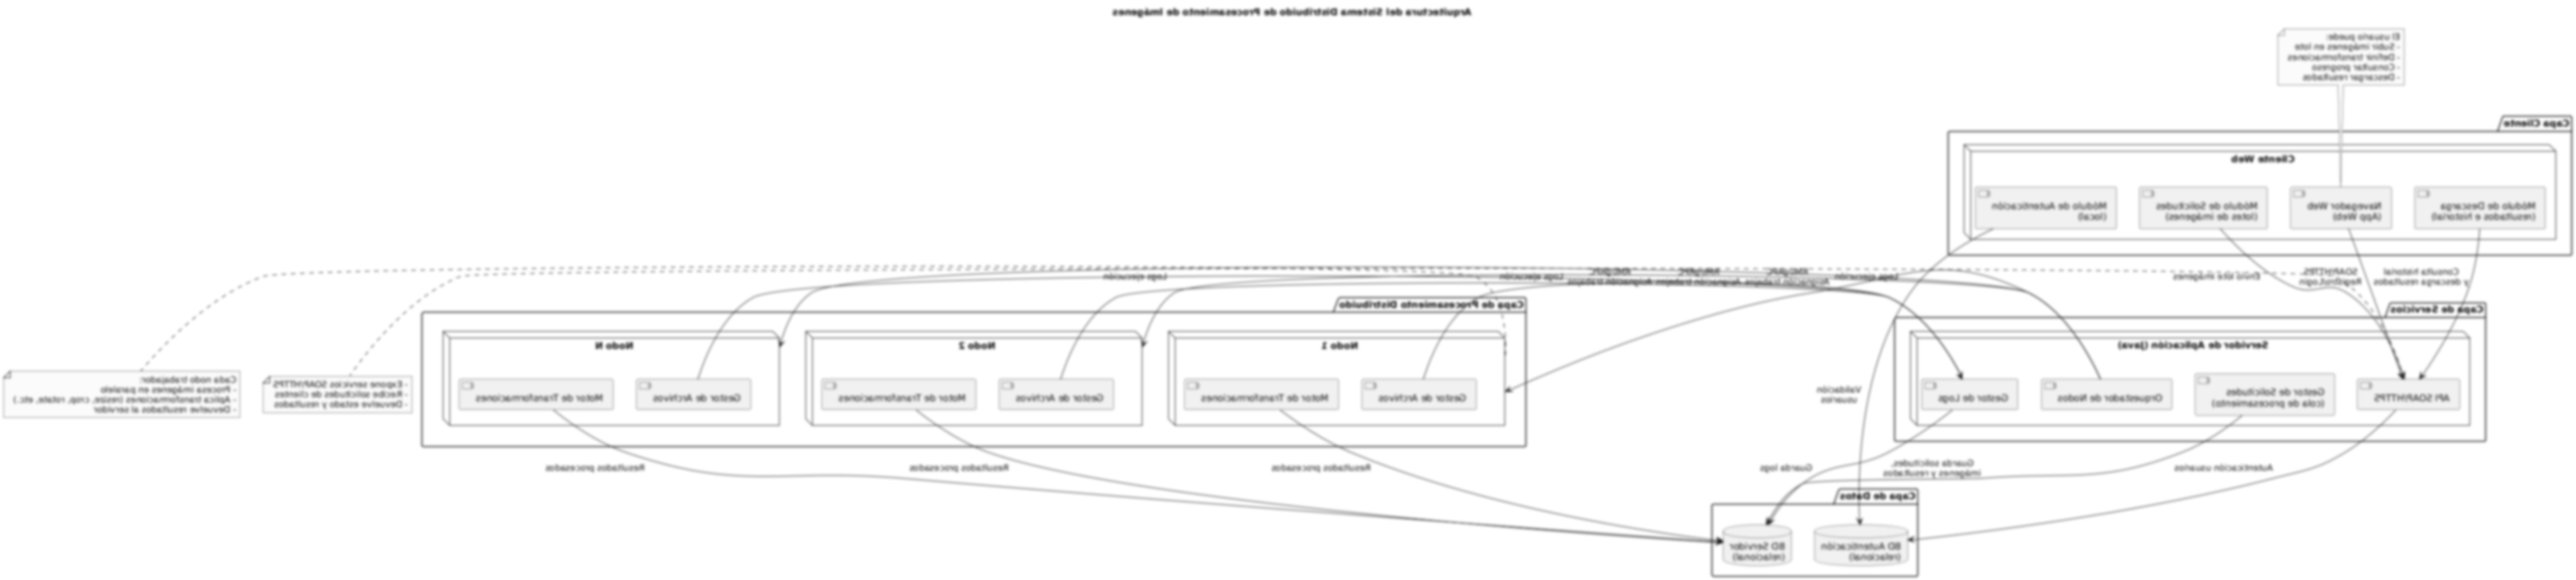 Arquitectura del Sistema Distribuido de Procesamiento de Imágenes
El usuario puede:
- Subir imágenes en lote
- Definir transformaciones
- Consultar progreso
- Descargar resultados
Capa Cliente
Cliente Web
Módulo de Descarga
(resultados e historial)
Navegador Web
(App Web)
Módulo de Solicitudes
(lotes de imágenes)
Módulo de Autenticación
(local)
Consulta historial
y descarga resultados
SOAP/HTTPS
Registro/Login
Envío lote imágenes
Logs ejecución
Asignación trabajos
Asignación trabajos
Asignación trabajos
Logs ejecución
Logs ejecución
Capa de Servicios
Servidor de Aplicación (Java)
API SOAP/HTTPS
Gestor de Solicitudes
(cola de procesamiento)
Orquestador de Nodos
Gestor de Logs
Capa de Procesamiento Distribuido
Nodo 1
Gestor de Archivos
Motor de Transformaciones
Nodo 2
Gestor de Archivos
Motor de Transformaciones
Nodo N
Gestor de Archivos
Motor de Transformaciones
- Expone servicios SOAP/HTTPS
- Recibe solicitudes de clientes
- Devuelve estado y resultados
Cada nodo trabajador:
- Procesa imágenes en paralelo
- Aplica transformaciones (resize, crop, rotate, etc.)
- Devuelve resultados al servidor
Validación
usuarios
Autenticación usuarios
Guarda solicitudes,
imágenes y resultados
Guarda logs
Resultados procesados
Resultados procesados
Resultados procesados
Capa de Datos
BD Autenticación
(relacional)
BD Servidor
(relacional)